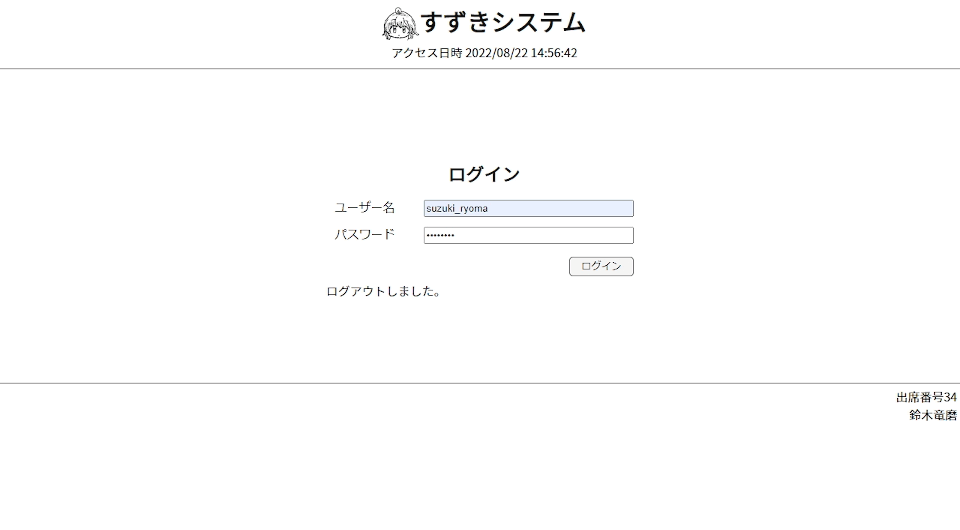 すずきシステム
アクセス日時 2022/08/22 14:56:42
ログイン
ユーザー名 suzuki_ryoma
パスワード ••••••••
ログイン
ログアウトしました。
出席番号34
鈴木竜磨